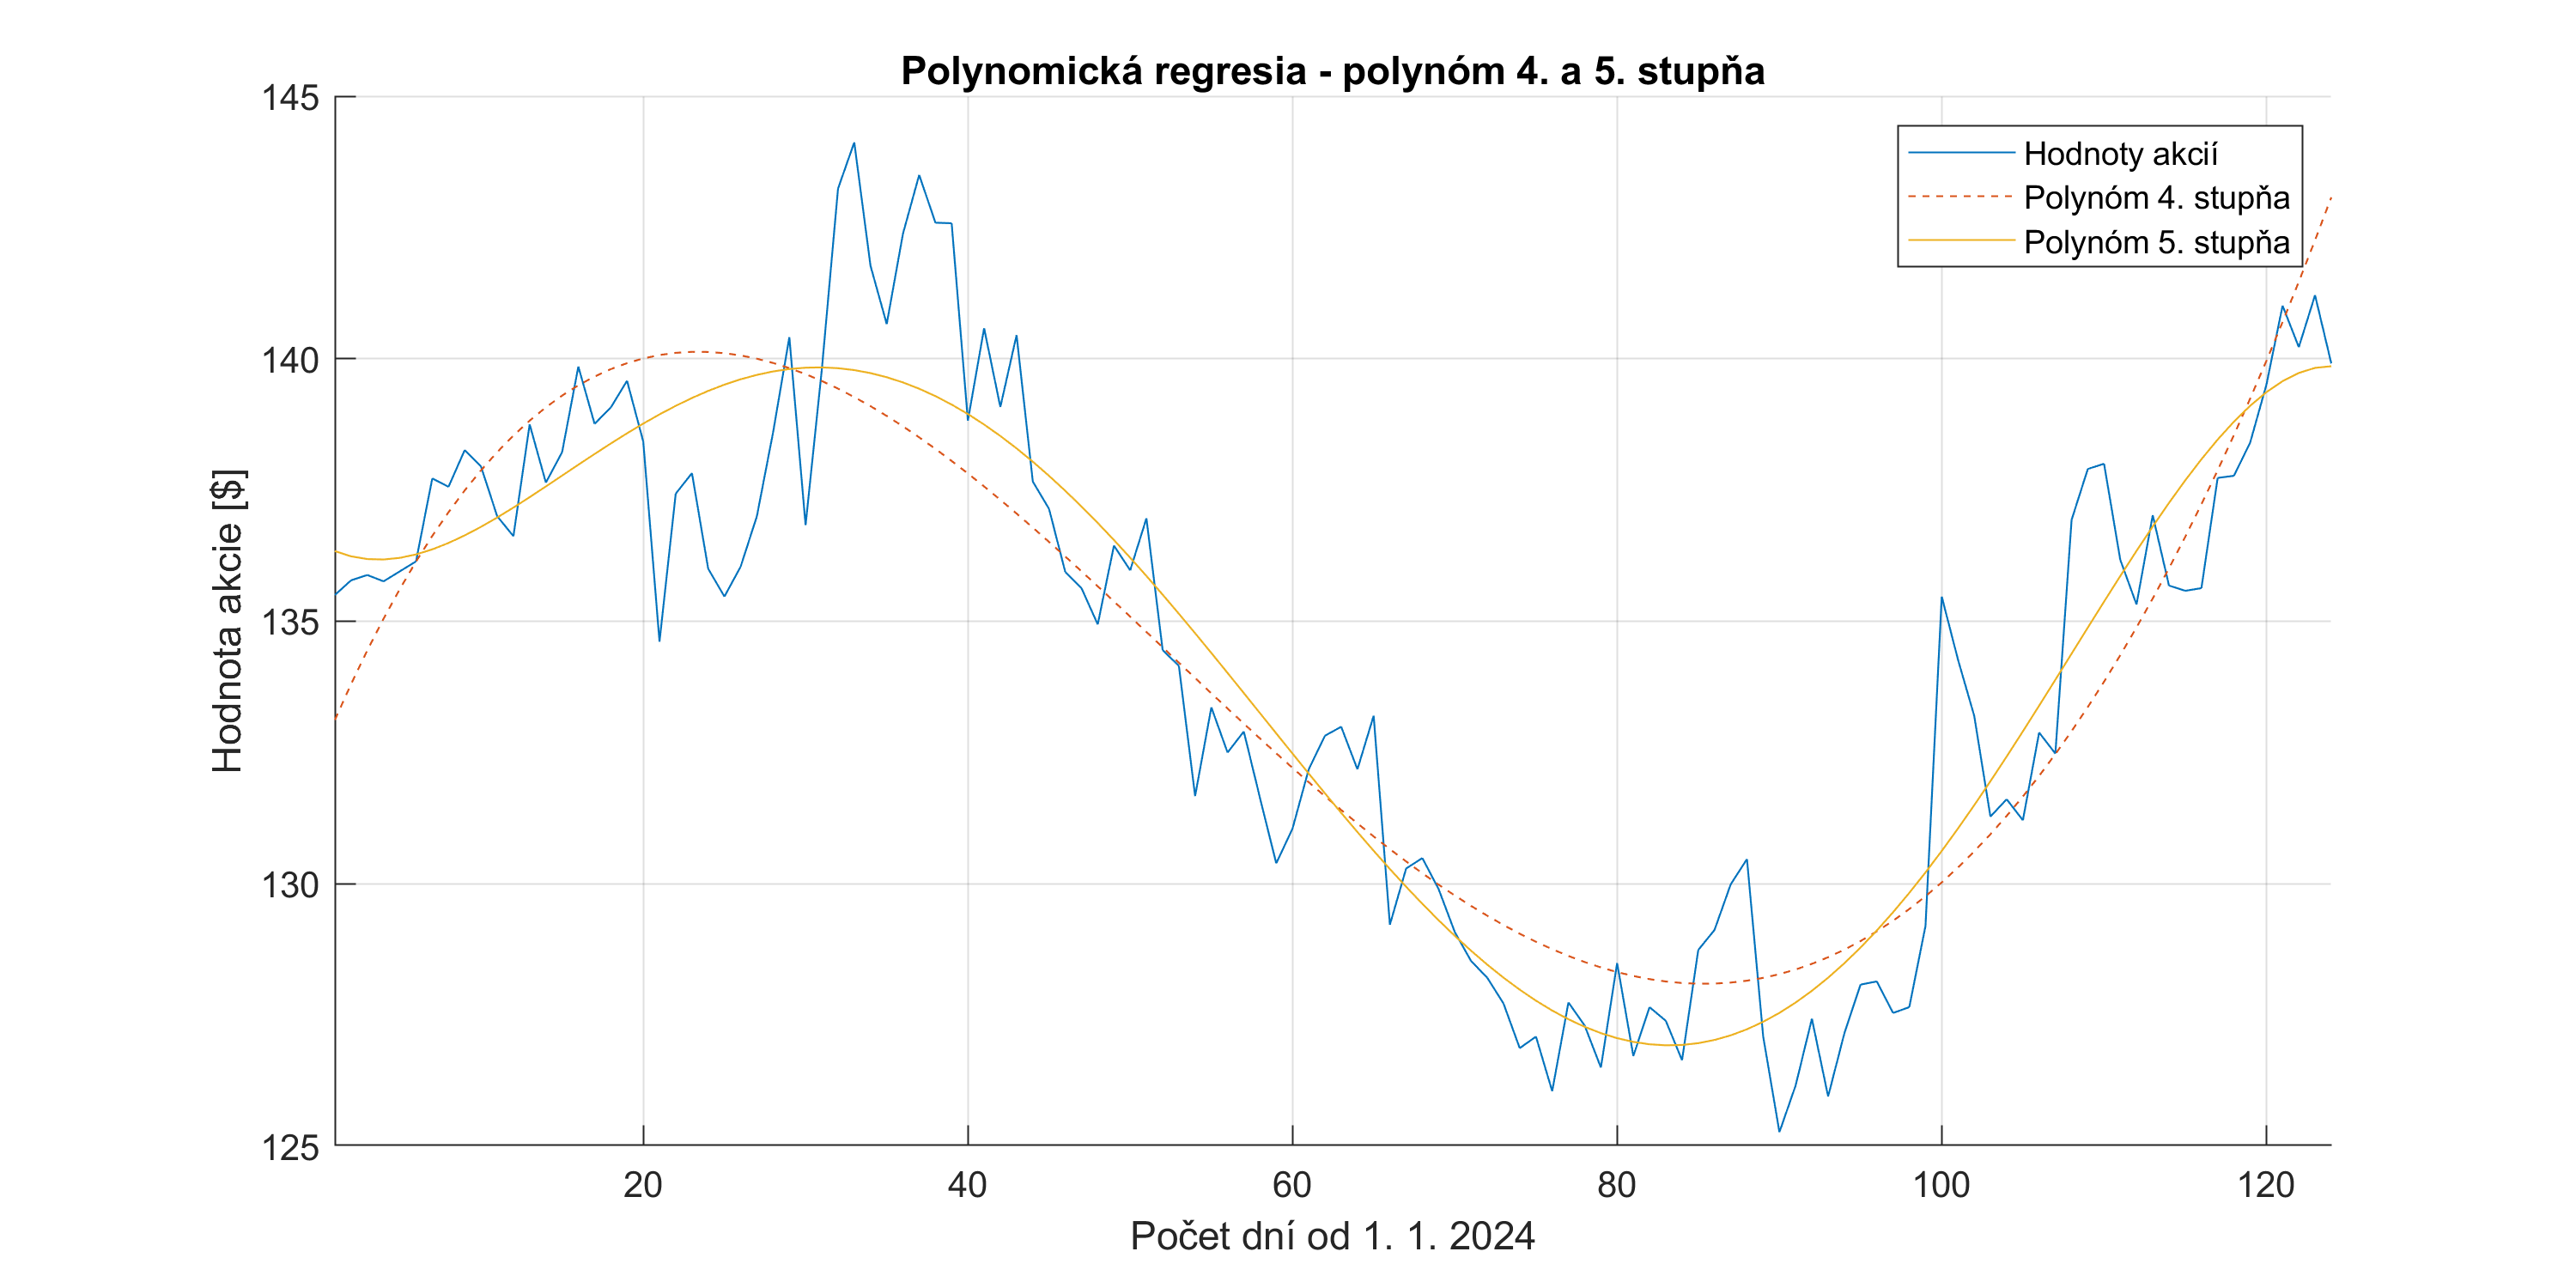 Polynomická regresia - polynóm 4. a 5. stupňa
145
140
135
130
125
Hodnota akcie [$]
Hodnoty akcií
Polynóm 4. stupňa
Polynóm 5. stupňa
20 40 60 80 100 120
Počet dní od 1. 1. 2024